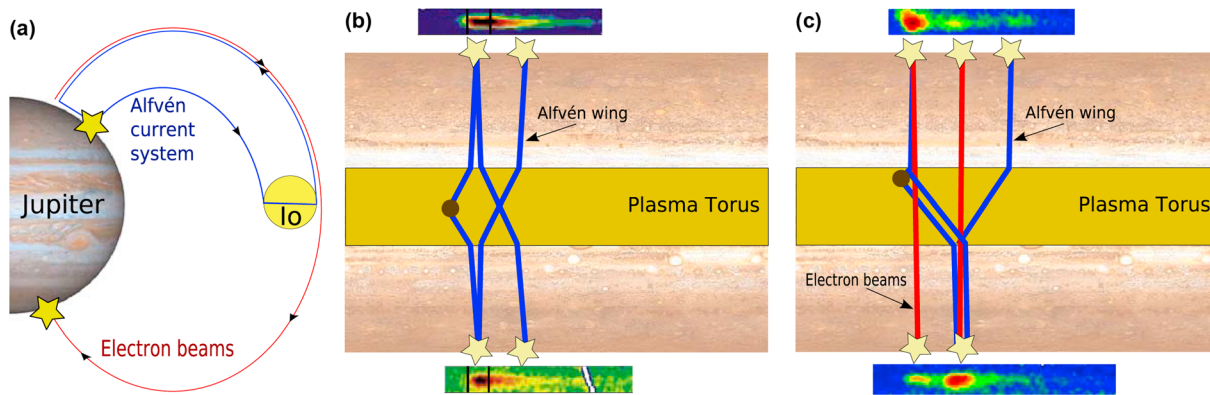 (a)
Alfvén
current
system
Jupiter
Io
Electron beams
(b)
Alfvén wing
Plasma Torus
(c)
Alfvén wing
Plasma Torus
Electron
beams